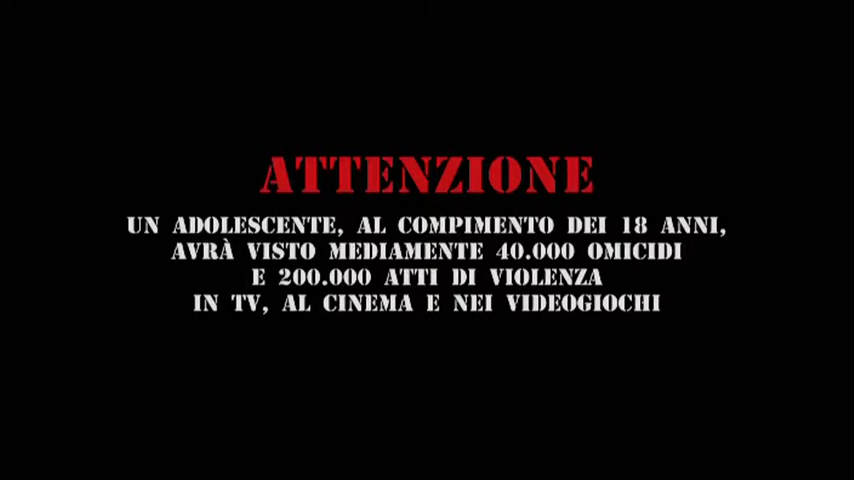 ATTENZIONE
UN ADOLESCENTE, AL COMPIMENTO DEI 18 ANNI,
AVRÀ VISTO MEDIAMENTE 40.000 OMICIDI
E 200.000 ATTI DI VIOLENZA
IN TV, AL CINEMA E NEI VIDEOGIOCHI